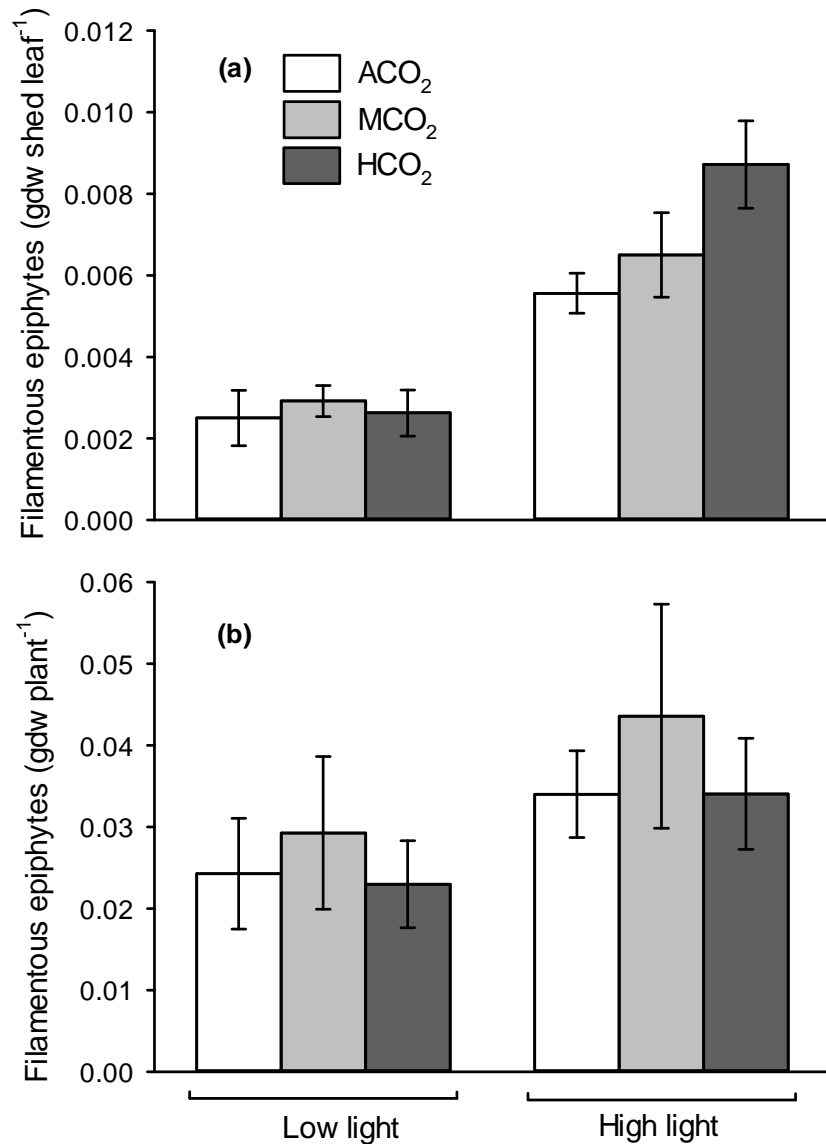 Filamentous epiphytes (gdw shed leaf⁻¹)
0.012
0.010
0.008
0.006
0.004
0.002
0.000
(a)
ACO₂
MCO₂
HCO₂
Filamentous epiphytes (gdw plant⁻¹)
0.06
0.05
0.04
0.03
0.02
0.01
0.00
(b)
Low light
High light